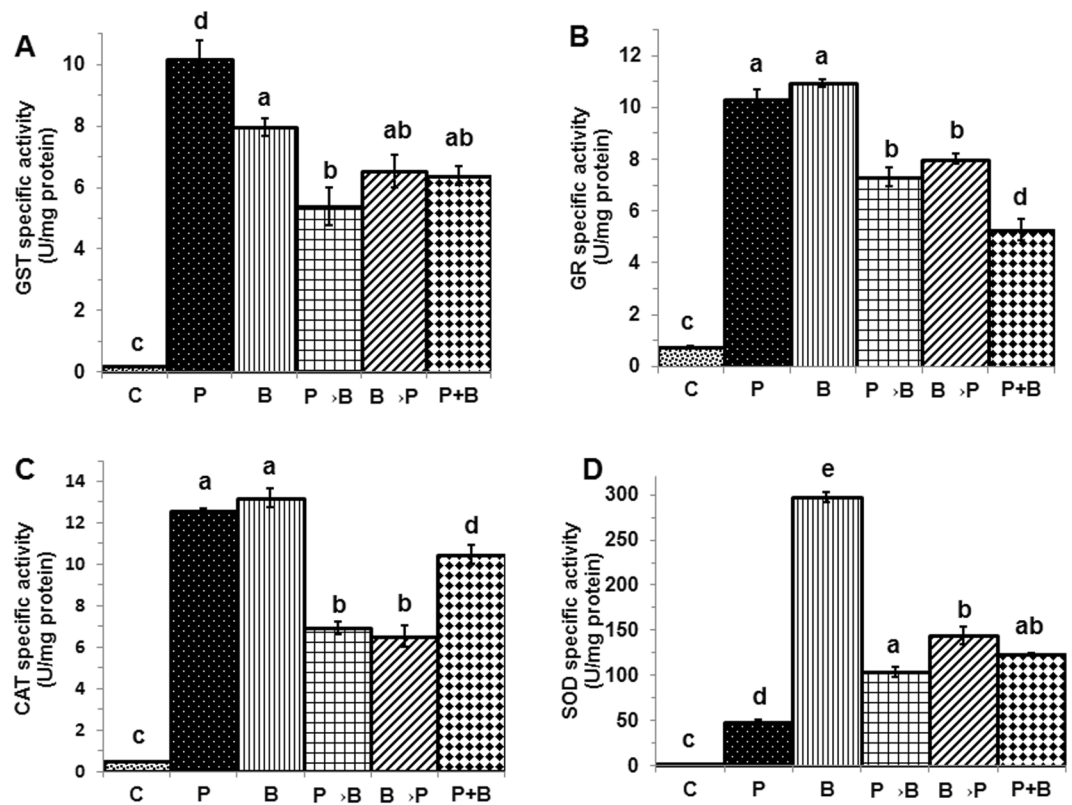 A
GST specific activity
(U/mg protein)
10
8
6
4
2
0
c
d
a
b
ab
ab
C P B P ›B B ›P P+B
B
GR specific activity
(U/mg protein)
12
10
8
6
4
2
0
c
a
a
b
b
d
C P B P ›B B ›P P+B
C
CAT specific activity
(U/mg protein)
14
12
10
8
6
4
2
0
c
a
a
b
b
d
C P B P ›B B ›P P+B
D
SOD specific activity
(U/mg protein)
300
250
200
150
100
50
0
c
d
e
a
b
ab
C P B P ›B B ›P P+B